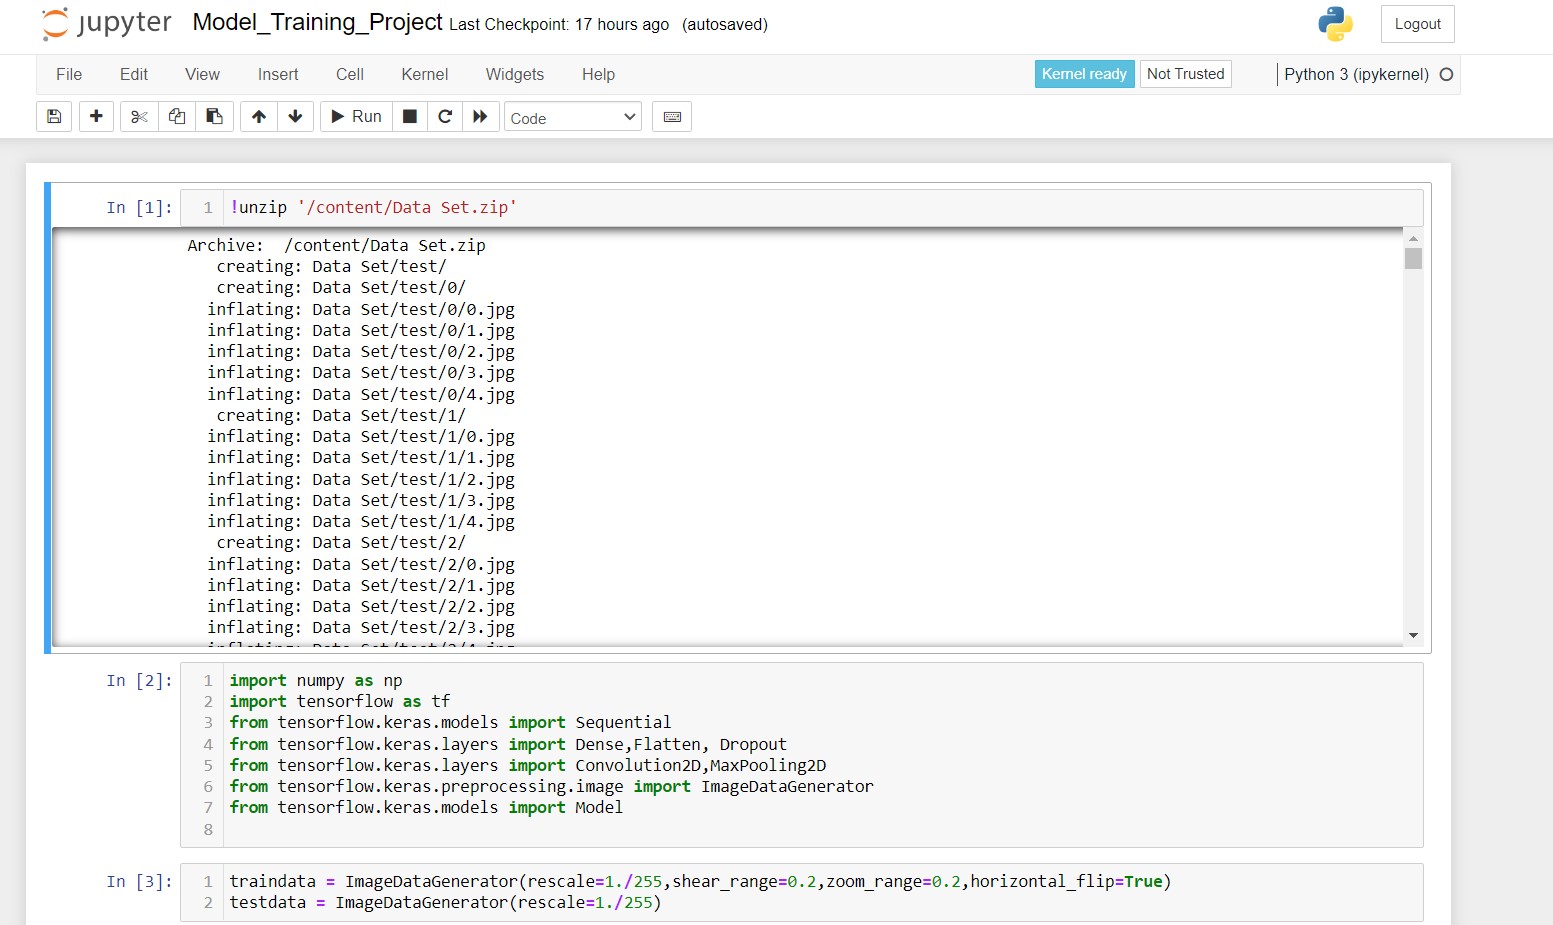 jupyter Model_Training_Project Last Checkpoint: 17 hours ago (autosaved) Logout
File Edit View Insert Cell Kernel Widgets Help Kernel ready Not Trusted Python 3 (ipykernel)
Run Code
In [1]: 1 !unzip '/content/Data Set.zip'
Archive:  /content/Data Set.zip
creating: Data Set/test/
creating: Data Set/test/0/
inflating: Data Set/test/0/0.jpg
inflating: Data Set/test/0/1.jpg
inflating: Data Set/test/0/2.jpg
inflating: Data Set/test/0/3.jpg
inflating: Data Set/test/0/4.jpg
creating: Data Set/test/1/
inflating: Data Set/test/1/0.jpg
inflating: Data Set/test/1/1.jpg
inflating: Data Set/test/1/2.jpg
inflating: Data Set/test/1/3.jpg
inflating: Data Set/test/1/4.jpg
creating: Data Set/test/2/
inflating: Data Set/test/2/0.jpg
inflating: Data Set/test/2/1.jpg
inflating: Data Set/test/2/2.jpg
inflating: Data Set/test/2/3.jpg
In [2]: 1 import numpy as np
2 import tensorflow as tf
3 from tensorflow.keras.models import Sequential
4 from tensorflow.keras.layers import Dense,Flatten, Dropout
5 from tensorflow.keras.layers import Convolution2D,MaxPooling2D
6 from tensorflow.keras.preprocessing.image import ImageDataGenerator
7 from tensorflow.keras.models import Model
8
In [3]: 1 traindata = ImageDataGenerator(rescale=1./255,shear_range=0.2,zoom_range=0.2,horizontal_flip=True)
2 testdata = ImageDataGenerator(rescale=1./255)